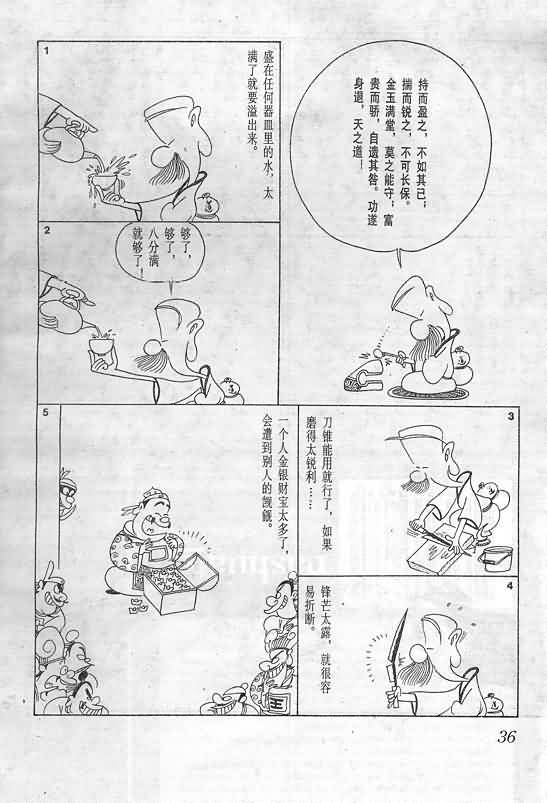 持而盈之，不如其已；
揣而锐之，不可长保。
金玉满堂，莫之能守；富
贵而骄，自遗其咎。功遂
身退，天之道！
1
盛在任何器皿里的水，太
满了就要溢出来。
2
够了，
够了，
八分满
就够了！
3
刀锥能用就行了，如果
磨得太锐利……
4
锋芒太露，就很容
易折断。
5
一个人金银财宝太多了，
会遭到别人的觊觎。
王
36